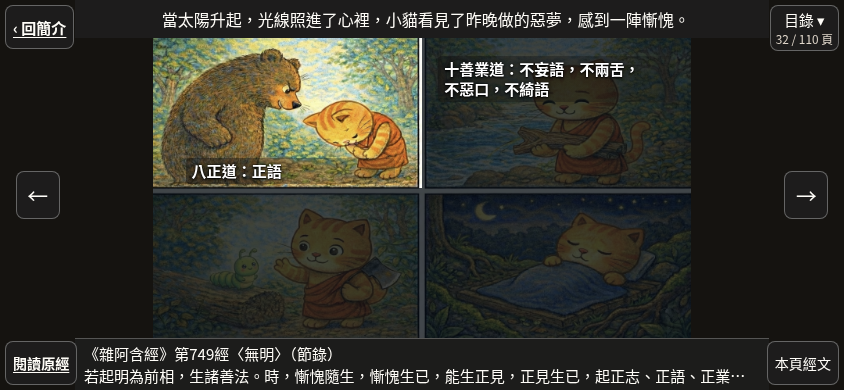 ‹ 回簡介
當太陽升起，光線照進了心裡，小貓看見了昨晚做的惡夢，感到一陣慚愧。
目錄 ▾
32 / 110 頁
八正道：正語
十善業道：不妄語，不兩舌，
不惡口，不綺語
←
→
閱讀原經
《雜阿含經》第749經〈無明〉（節錄）
若起明為前相，生諸善法。時，慚愧隨生，慚愧生已，能生正見，正見生已，起正志、正語、正業…
本頁經文